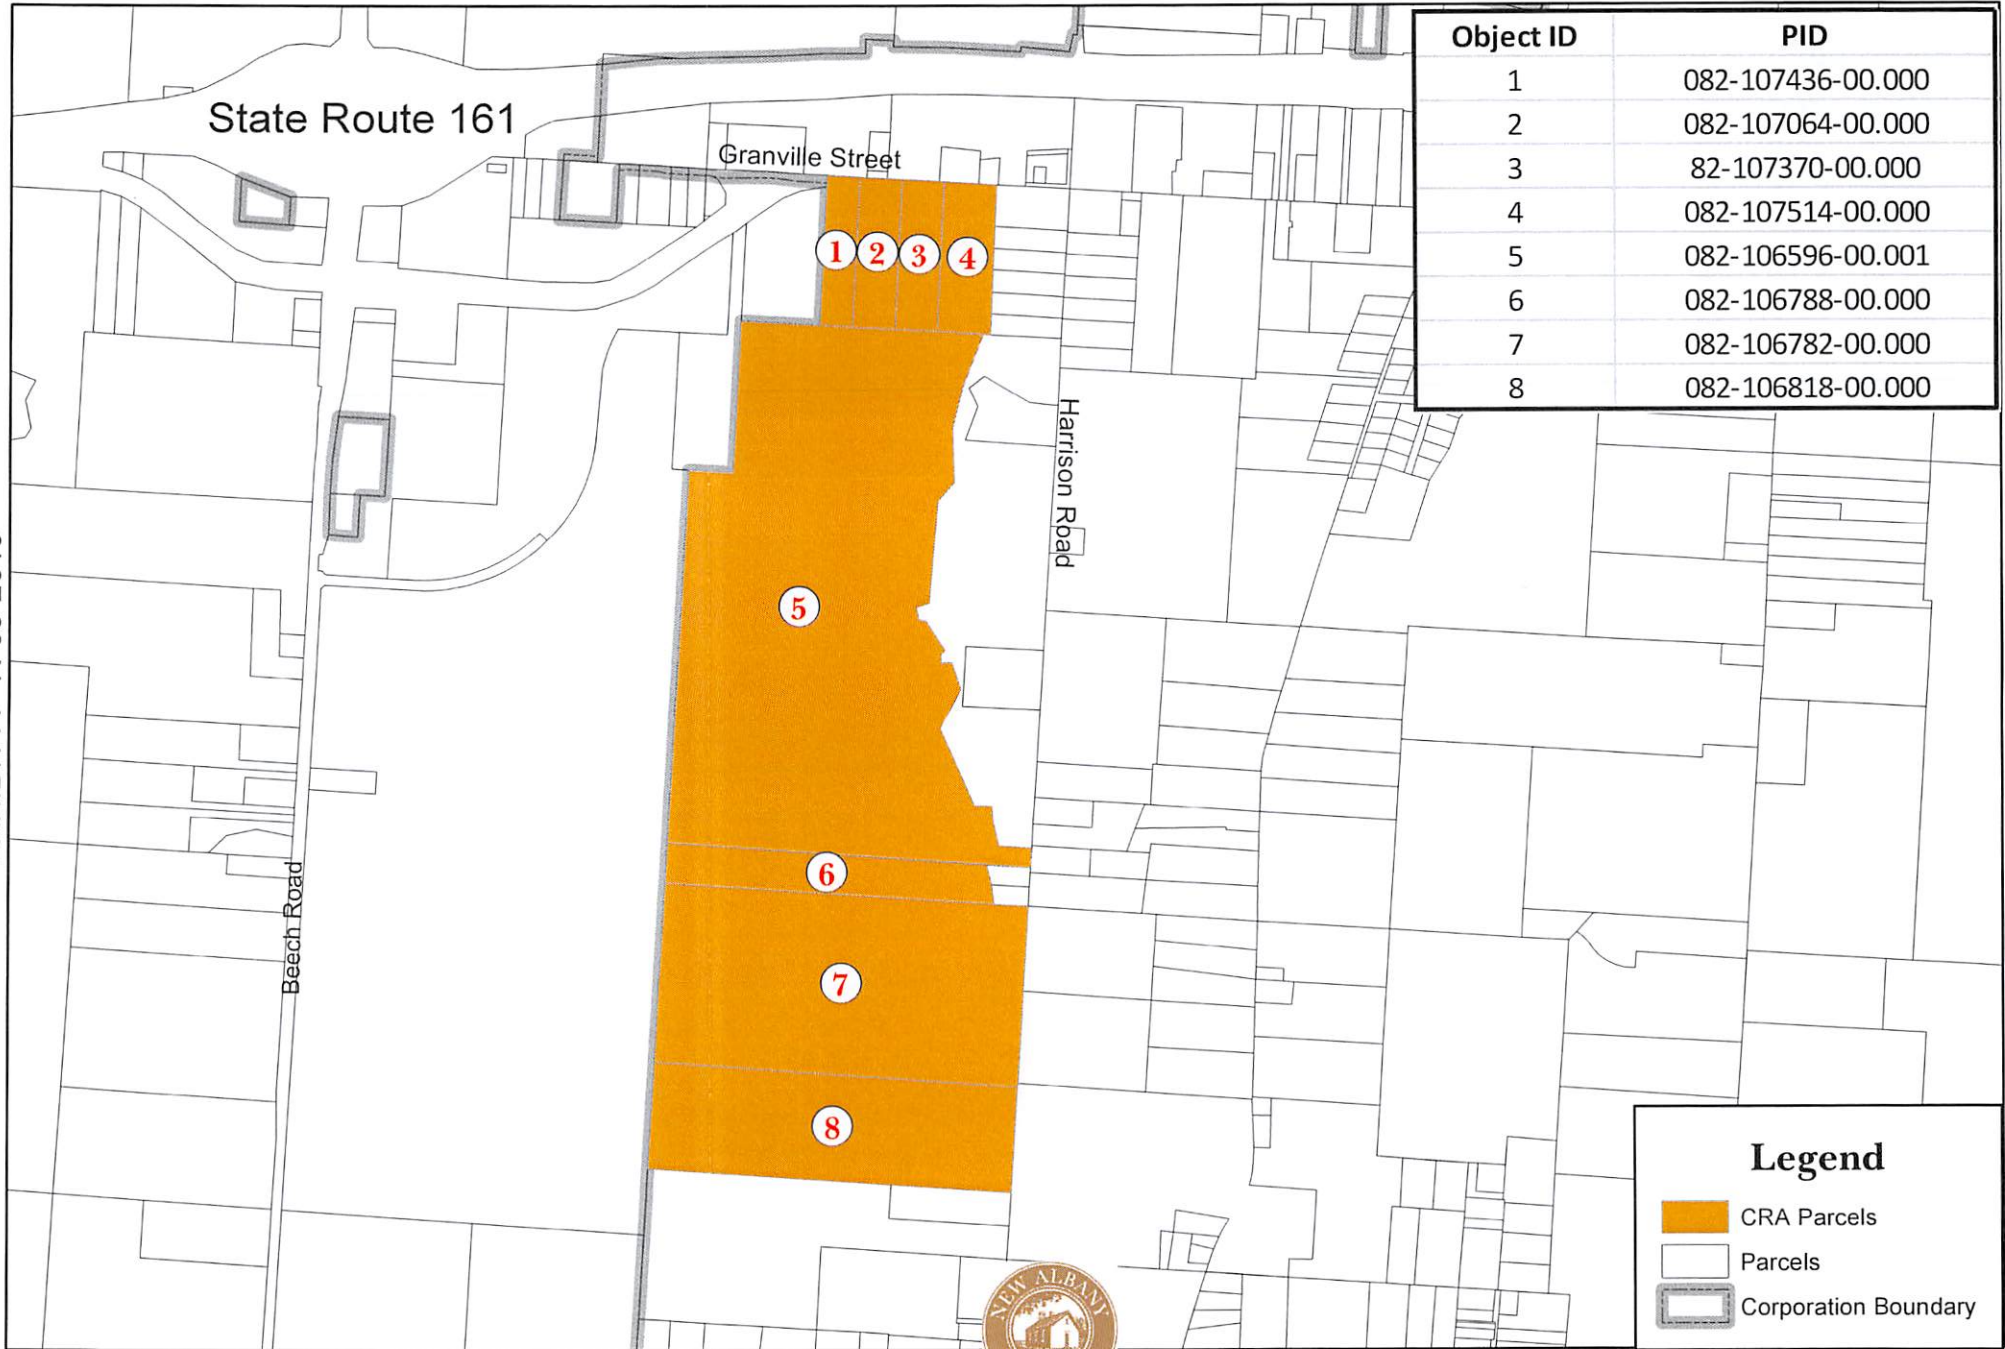 Object ID PID
1 082-107436-00.000
2 082-107064-00.000
3 82-107370-00.000
4 082-107514-00.000
5 082-106596-00.001
6 082-106788-00.000
7 082-106782-00.000
8 082-106818-00.000
State Route 161
Granville Street
1 2 3 4
Harrison Road
5
6
Beech Road
7
8
Legend
CRA Parcels
Parcels
Corporation Boundary
NEW ALBANY